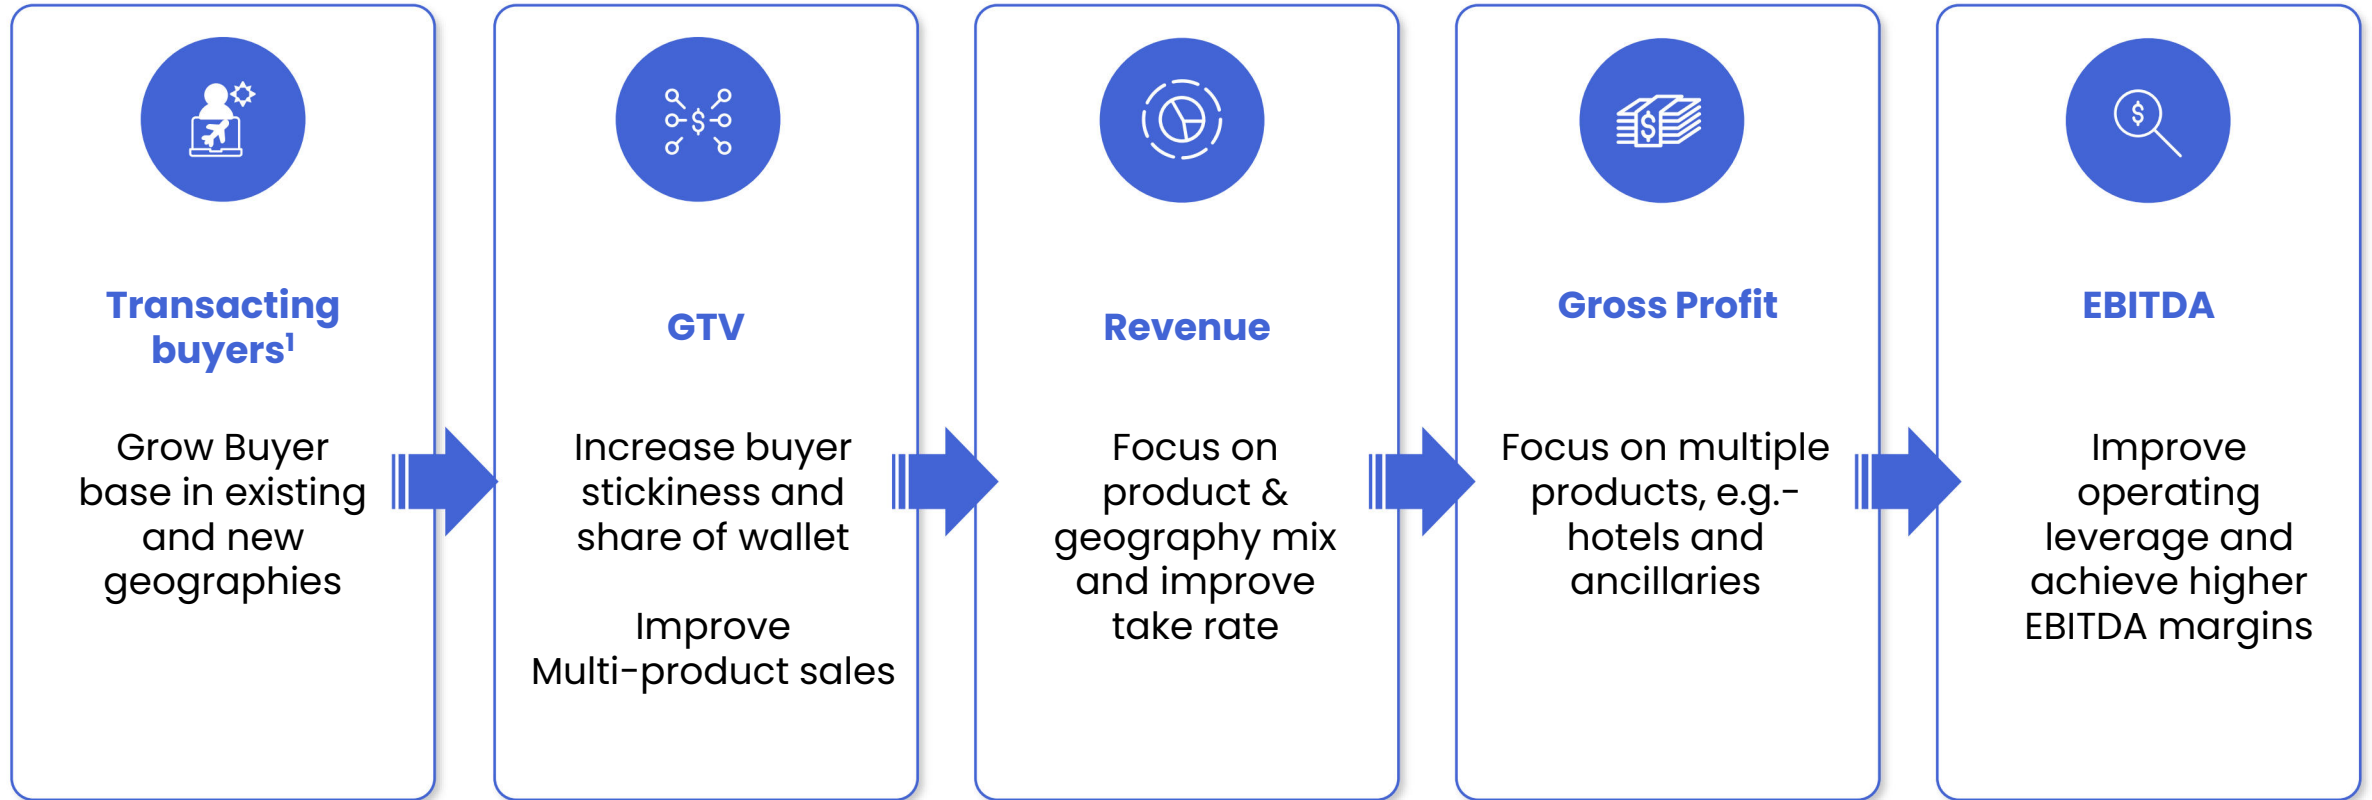 Transacting
buyers¹
Grow Buyer
base in existing
and new
geographies
GTV
Increase buyer
stickiness and
share of wallet
Improve
Multi-product sales
Revenue
Focus on
product &
geography mix
and improve
take rate
Gross Profit
Focus on multiple
products, e.g.-
hotels and
ancillaries
EBITDA
Improve
operating
leverage and
achieve higher
EBITDA margins